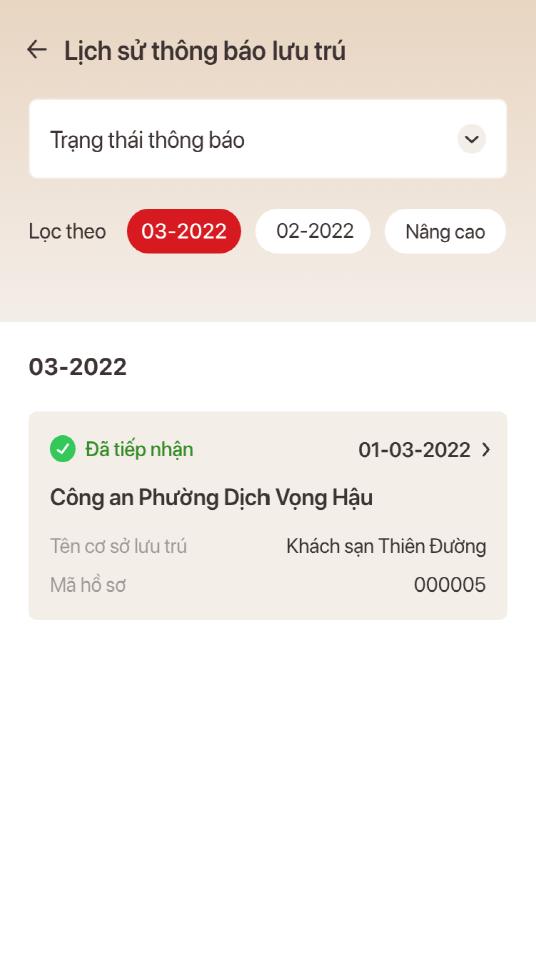 Lịch sử thông báo lưu trú
Trạng thái thông báo
Lọc theo 03-2022 02-2022 Nâng cao
03-2022
Đã tiếp nhận 01-03-2022
Công an Phường Dịch Vọng Hậu
Tên cơ sở lưu trú Khách sạn Thiên Đường
Mã hồ sơ 000005